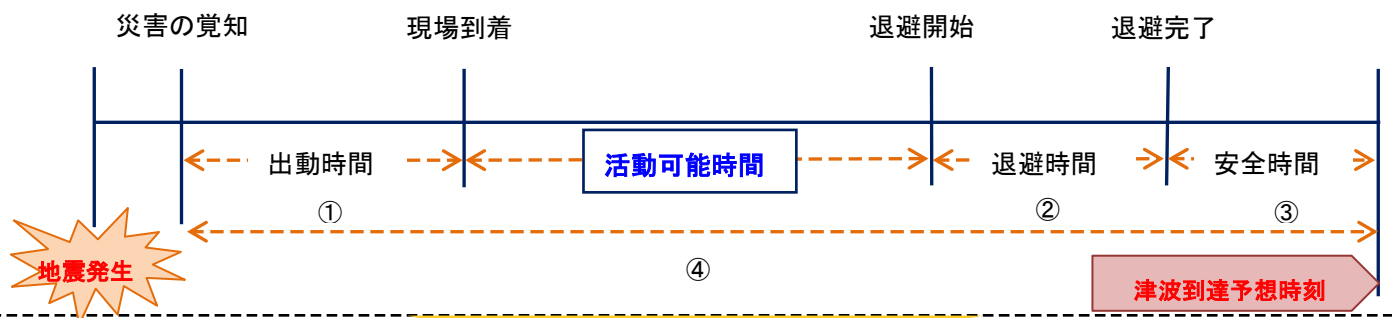 災害の覚知
現場到着
退避開始
退避完了
出動時間
活動可能時間
退避時間
安全時間
①
②
③
④
地震発生
津波到達予想時刻